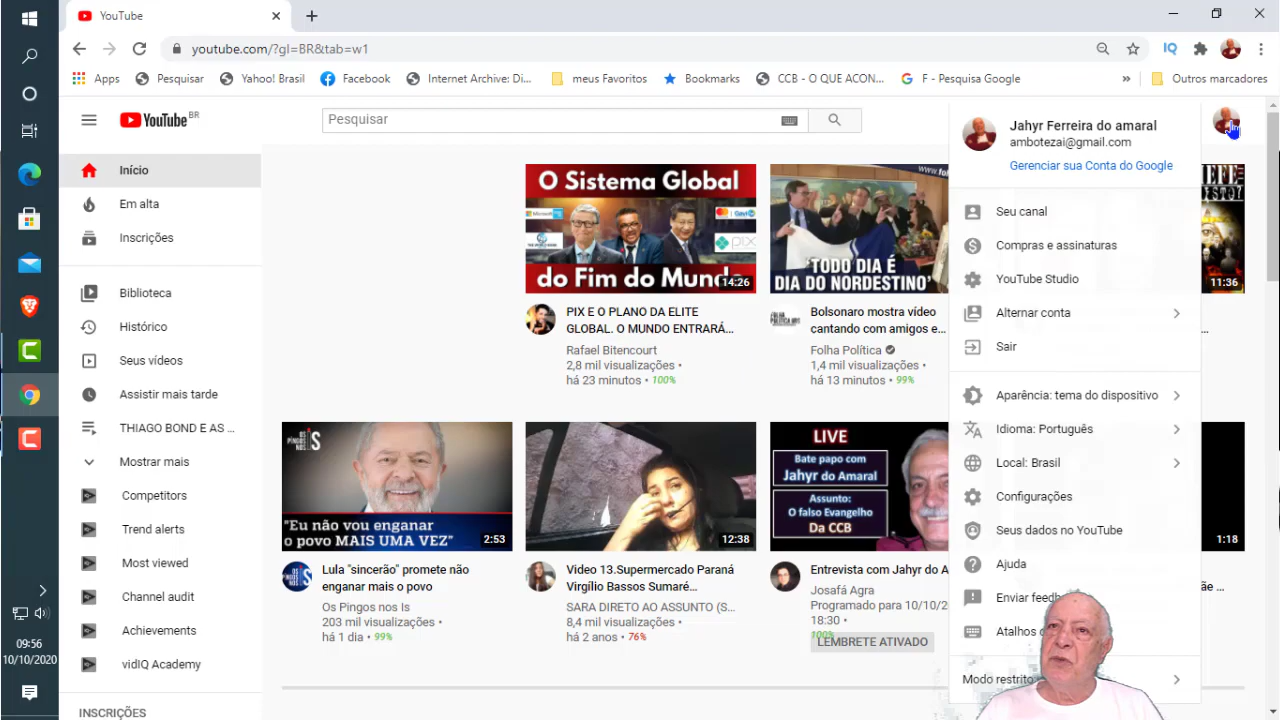 YouTube
youtube.com/?gl=BR&tab=w1
IQ
Apps
Pesquisar
Yahoo! Brasil
Facebook
Internet Archive: Di...
meus Favoritos
Bookmarks
CCB - O QUE ACON...
F - Pesquisa Google
»
Outros marcadores
YouTube BR
Pesquisar
Início
Em alta
Inscrições
Biblioteca
Histórico
Seus vídeos
Assistir mais tarde
THIAGO BOND E AS ...
Mostrar mais
Competitors
Trend alerts
Most viewed
Channel audit
Achievements
vidIQ Academy
INSCRIÇÕES
O Sistema Global
Microsoft
PIX
do Fim do Mundo
14:26
PIX E O PLANO DA ELITE
GLOBAL. O MUNDO ENTRARÁ...
Rafael Bitencourt
2,8 mil visualizações •
há 23 minutos • 100%
www.fol
'TODO DIA É
DIA DO NORDESTINO'
Bolsonaro mostra vídeo
cantando com amigos e...
Folha Política
1,4 mil visualizações •
há 13 minutos • 99%
11:36
OS PINGOS NOS IS
"Eu não vou enganar
o povo MAIS UMA VEZ"
2:53
Lula "sincerão" promete não
enganar mais o povo
Os Pingos nos Is
203 mil visualizações •
há 1 dia • 99%
12:38
Video 13.Supermercado Paraná
Virgílio Bassos Sumaré...
SARA DIRETO AO ASSUNTO (S...
8,4 mil visualizações •
há 2 anos • 76%
LIVE
Bate papo com
Jahyr do Amaral
Assunto:
O falso Evangelho
Da CCB
Entrevista com Jahyr do A
Josafá Agra
Programado para 10/10/2
18:30 •
100%
LEMBRETE ATIVADO
1:18
Jahyr Ferreira do amaral
ambotezai@gmail.com
Gerenciar sua Conta do Google
Seu canal
Compras e assinaturas
YouTube Studio
Alternar conta
Sair
Aparência: tema do dispositivo
Idioma: Português
Local: Brasil
Configurações
Seus dados no YouTube
Ajuda
Enviar feedb
Atalhos
Modo restrito
09:56
10/10/2020